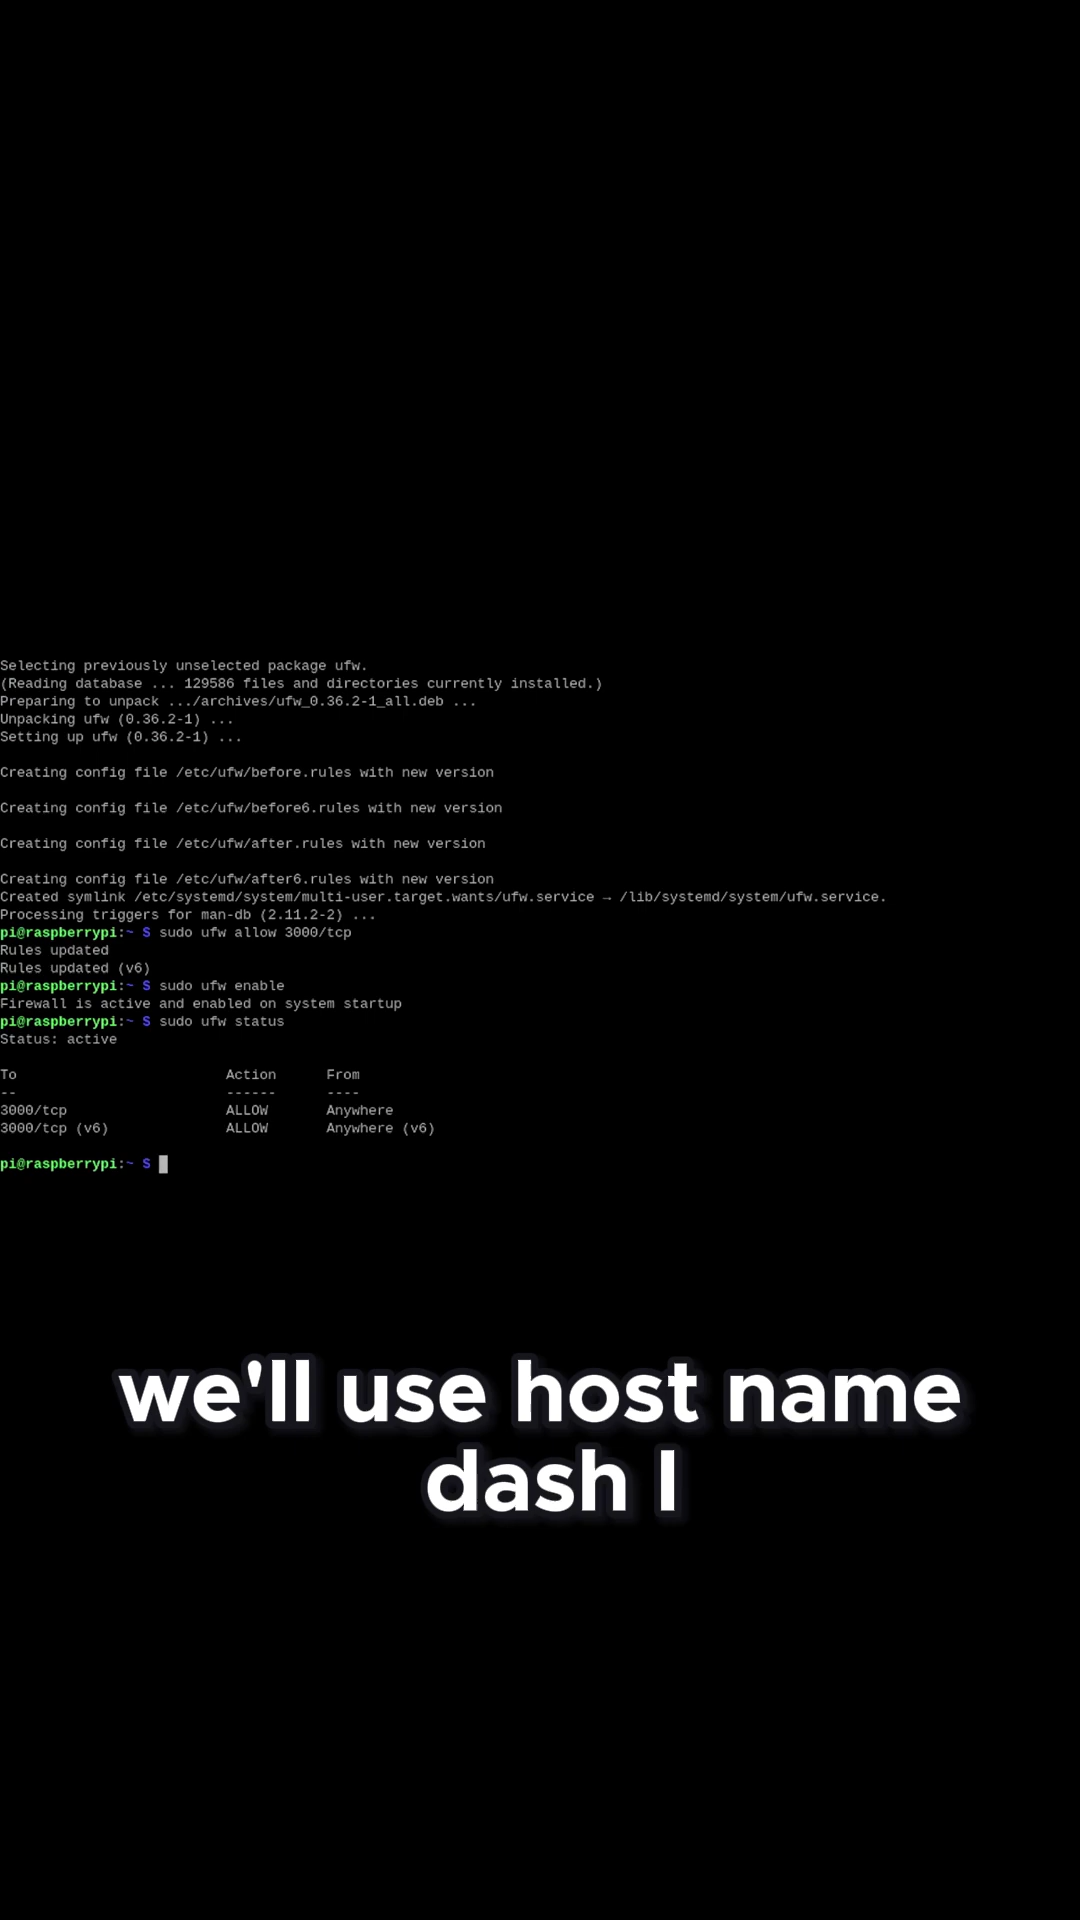 Selecting previously unselected package ufw.
(Reading database ... 129586 files and directories currently installed.)
Preparing to unpack .../archives/ufw_0.36.2-1_all.deb ...
Unpacking ufw (0.36.2-1) ...
Setting up ufw (0.36.2-1) ...
Creating config file /etc/ufw/before.rules with new version
Creating config file /etc/ufw/before6.rules with new version
Creating config file /etc/ufw/after.rules with new version
Creating config file /etc/ufw/after6.rules with new version
Created symlink /etc/systemd/system/multi-user.target.wants/ufw.service → /lib/systemd/system/ufw.service.
Processing triggers for man-db (2.11.2-2) ...
pi@raspberrypi:~ $ sudo ufw allow 3000/tcp
Rules updated
Rules updated (v6)
pi@raspberrypi:~ $ sudo ufw enable
Firewall is active and enabled on system startup
pi@raspberrypi:~ $ sudo ufw status
Status: active
To                         Action      From
--                         ------      ----
3000/tcp                   ALLOW       Anywhere
3000/tcp (v6)              ALLOW       Anywhere (v6)
pi@raspberrypi:~ $
we'll use host name
dash I